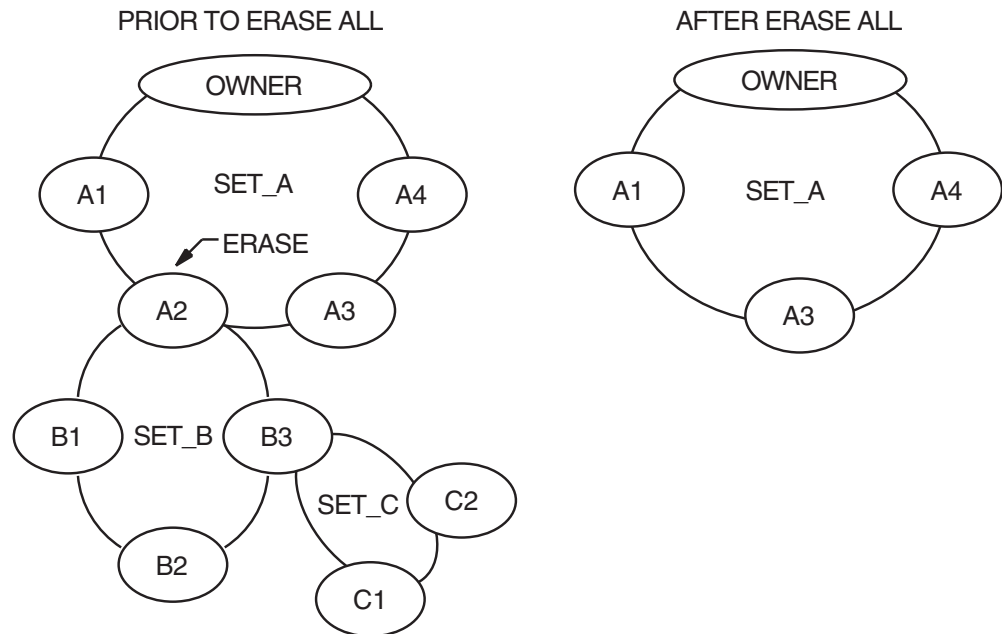 PRIOR TO ERASE ALL
OWNER
A1
SET_A
A4
ERASE
A2
A3
B1
SET_B
B3
SET_C
C2
B2
C1
AFTER ERASE ALL
OWNER
A1
SET_A
A4
A3